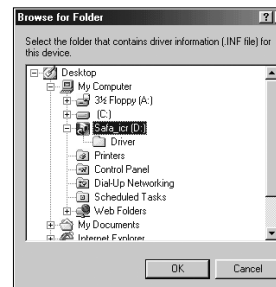 Browse for Folder
Select the folder that contains driver information (.INF file) for
this device.
Desktop
My Computer
3½ Floppy (A:)
(C:)
Safa_icr (D:)
Driver
Printers
Control Panel
Dial-Up Networking
Scheduled Tasks
Web Folders
My Documents
Internet Explorer
OK
Cancel